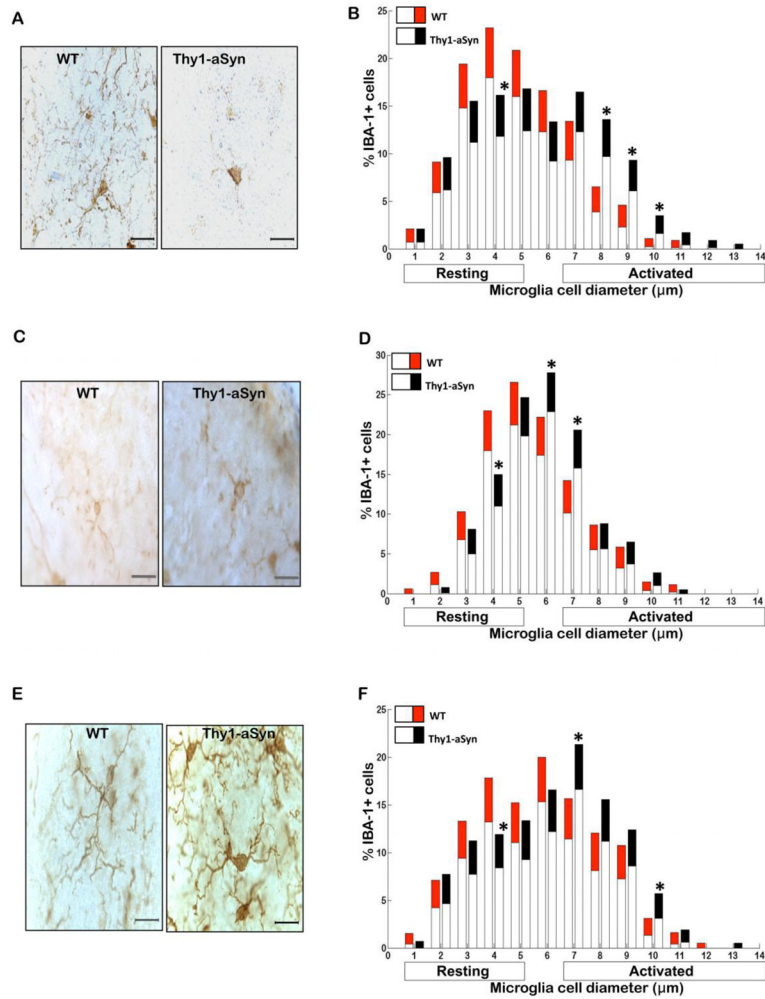 A
WT
Thy1-aSyn
B
WT
Thy1-aSyn
% IBA-1+ cells
25
20
15
10
5
0
* * * *
0 1 2 3 4 5 6 7 8 9 10 11 12 13 14
Resting
Activated
Microglia cell diameter (μm)
C
WT
Thy1-aSyn
D
WT
Thy1-aSyn
% IBA-1+ cells
30
25
20
15
10
5
0
* * *
0 1 2 3 4 5 6 7 8 9 10 11 12 13 14
Resting
Activated
Microglia cell diameter (μm)
E
WT
Thy1-aSyn
F
WT
Thy1-aSyn
% IBA-1+ cells
25
20
15
10
5
0
* * *
0 1 2 3 4 5 6 7 8 9 10 11 12 13 14
Resting
Activated
Microglia cell diameter (μm)